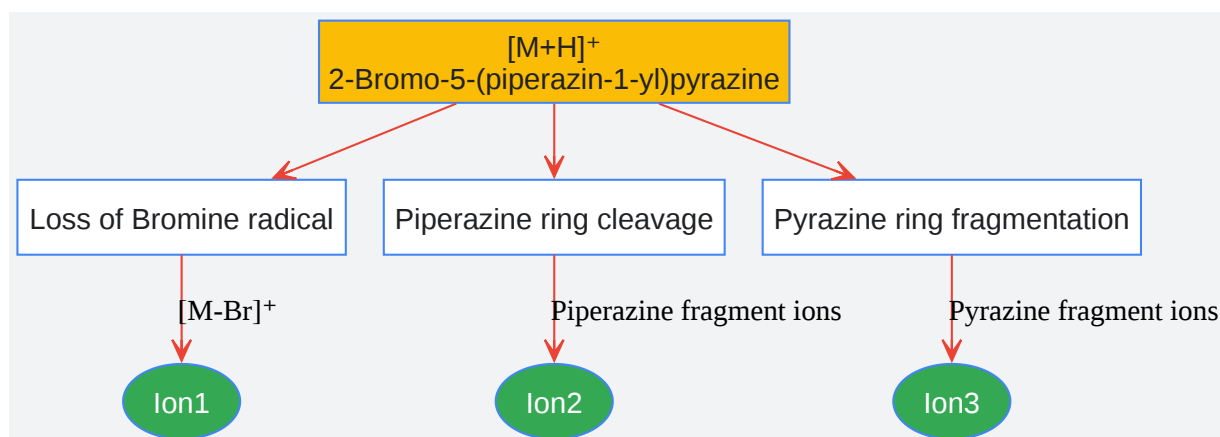 [M+H]⁺
2-Bromo-5-(piperazin-1-yl)pyrazine
Loss of Bromine radical
Piperazine ring cleavage
Pyrazine ring fragmentation
[M-Br]⁺
Piperazine fragment ions
Pyrazine fragment ions
Ion1
Ion2
Ion3